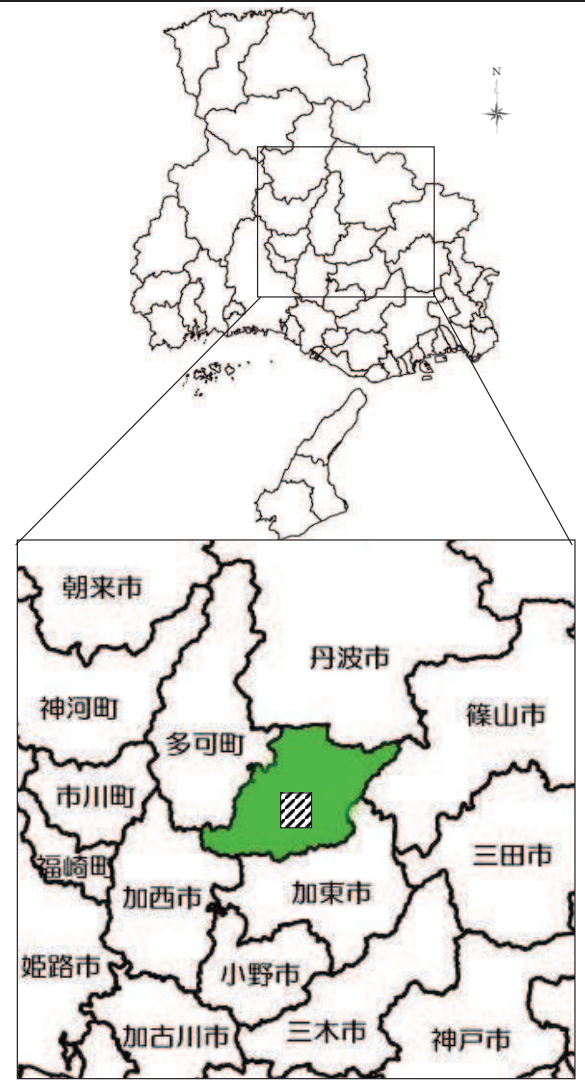 N
朝来市
丹波市
神河町
篠山市
多可町
市川町
福崎町
三田市
加西市
加東市
姫路市
小野市
加古川市
三木市
神戸市